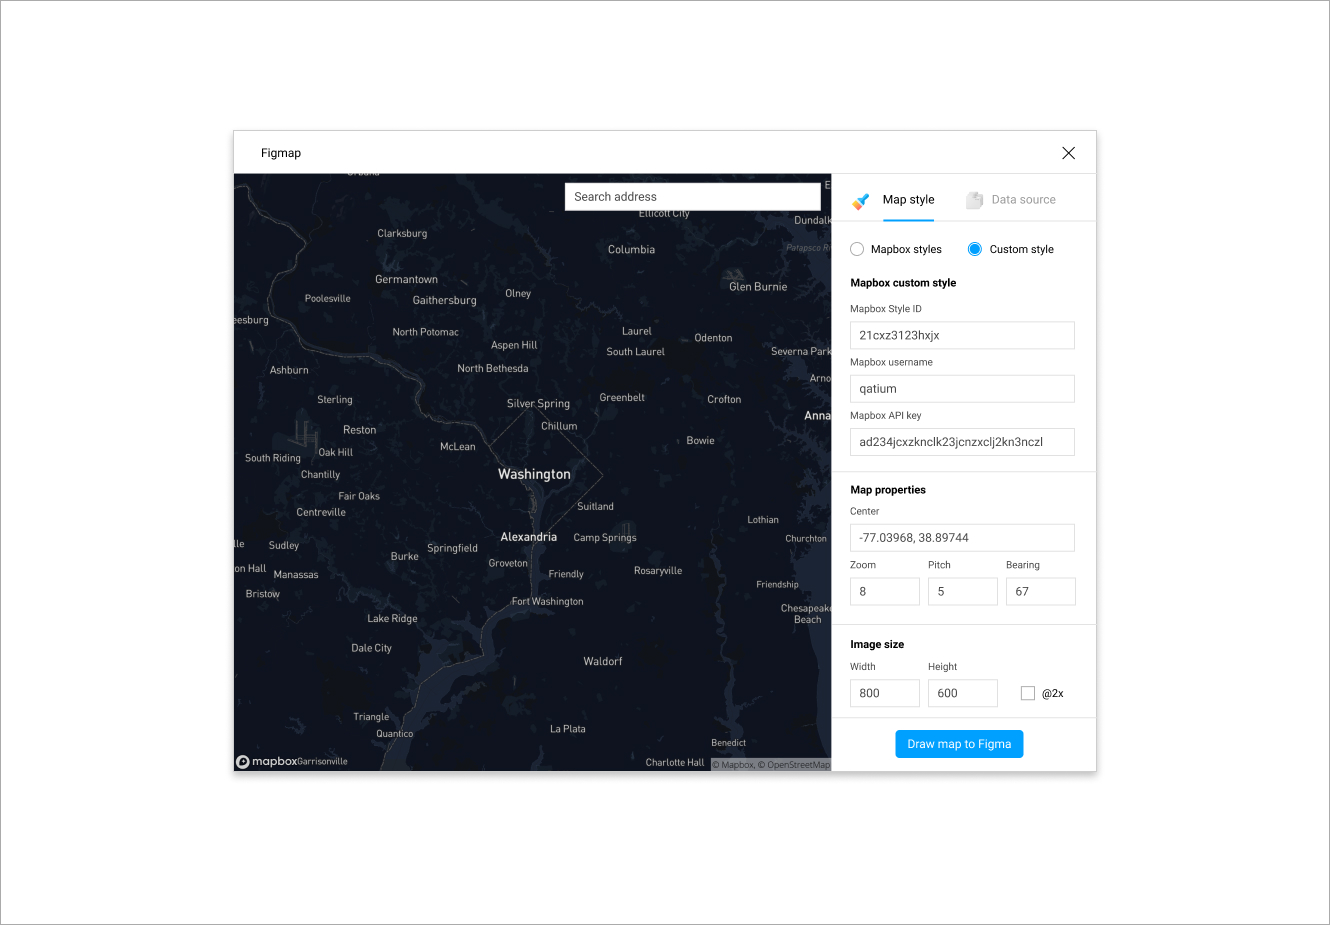 Figmap
Search address
Ellicott City
Dundalk
Clarksburg
Columbia
Patapsco
Germantown
Glen Burnie
Poolesville
Gaithersburg
Olney
eesburg
North Potomac
Laurel
Odenton
Aspen Hill
South Laurel
Severna Park
Ashburn
North Bethesda
Arno
Sterling
Silver Spring
Greenbelt
Crofton
Anna
Reston
Chillum
McLean
Bowie
South Riding
Oak Hill
Chantilly
Washington
Fair Oaks
Centreville
Suitland
Lothian
Alexandria
Camp Springs
Churchton
lle
Sudley
Burke
Springfield
on Hall
Manassas
Groveton
Friendly
Rosaryville
Bristow
Friendship
Fort Washington
Chesapeake
Beach
Lake Ridge
Dale City
Waldorf
Triangle
Quantico
La Plata
Benedict
mapbox
Garrisonville
Charlotte Hall
© Mapbox, © OpenStreetMap
Map style
Data source
Mapbox styles
Custom style
Mapbox custom style
Mapbox Style ID
21cxz3123hxjx
Mapbox username
qatium
Mapbox API key
ad234jcxzknclk23jcnzxclj2kn3nczl
Map properties
Center
-77.03968, 38.89744
Zoom Pitch Bearing
8 5 67
Image size
Width Height
800 600 @2x
Draw map to Figma